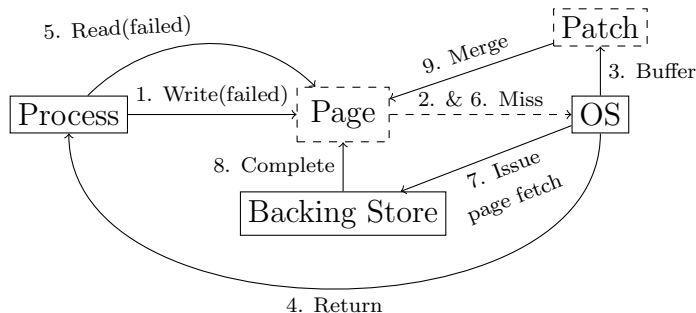 5. Read(failed)
Patch
9. Merge
3. Buffer
1. Write(failed)
2. & 6. Miss
Process
Page
OS
8. Complete
7. Issue
page fetch
Backing Store
4. Return